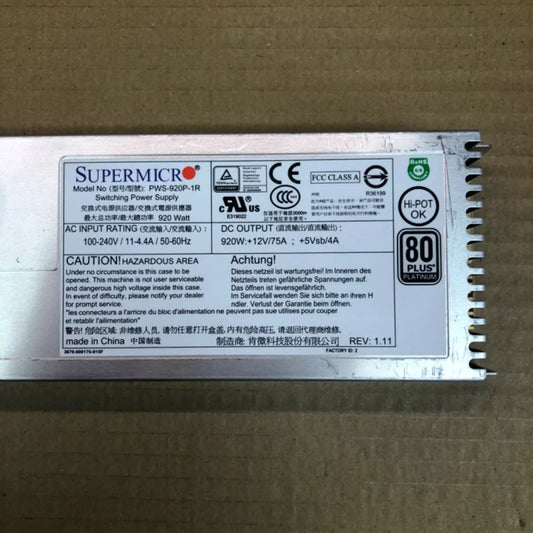 SUPERMICRO
Model No (型号/型號): PWS-920P-1R
Switching Power Supply
交换式电源供应器/交換式電源供應器
最大总功率/最大總功率 920 Watt
AC INPUT RATING (交流输入/交流輸入):
100-240V / 11-4.4A / 50-60Hz
DC OUTPUT (直流输出/直流輸出):
920W:+12V/75A ; +5Vsb/4A
c UL US
E319022
FCC CLASS A
R36199
RoHS
Hi-POT
OK
80
PLUS
PLATINUM
CAUTION! HAZARDOUS AREA
Under no circumstance is this case to be
opened. This machine is not user serviceable
and dangerous high voltage inside this case.
In event of difficulty, please notify your dealer
for prompt service.
Achtung!
Dieses netzeil ist wartungsfrei. Im Inneren des
Netzteils treten gefährliche Spannungen auf.
Das Öffnen ist unzulässig.
Im Servicefall wenden Sie sich bitte an ihren H
ndler. Verlust der Garantie beim Öffnen.
"les connecteurs a l'arriere du bloc d'alimentation ne peuvent pas etre utilises pour couper
et retablir l'alimentation"
警告! 危险区域. 非维修人员, 请勿任意打开盒盖, 内有危险高压, 请退回代理商维修
made in China 中国制造
制造商: 肯微科技股份有限公司
REV: 1.11
FACTORY ID: 2